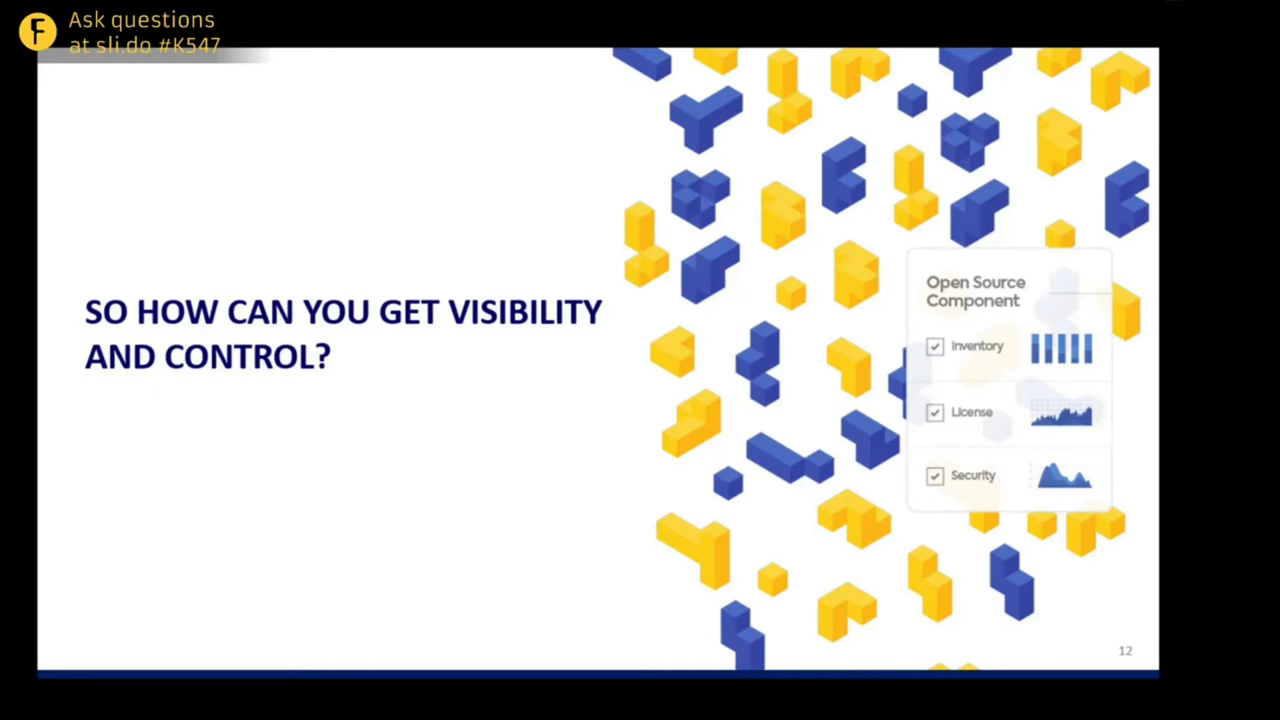 F
Ask questions
at sli.do #K547
SO HOW CAN YOU GET VISIBILITY
AND CONTROL?
Open Source
Component
Inventory
License
Security
12